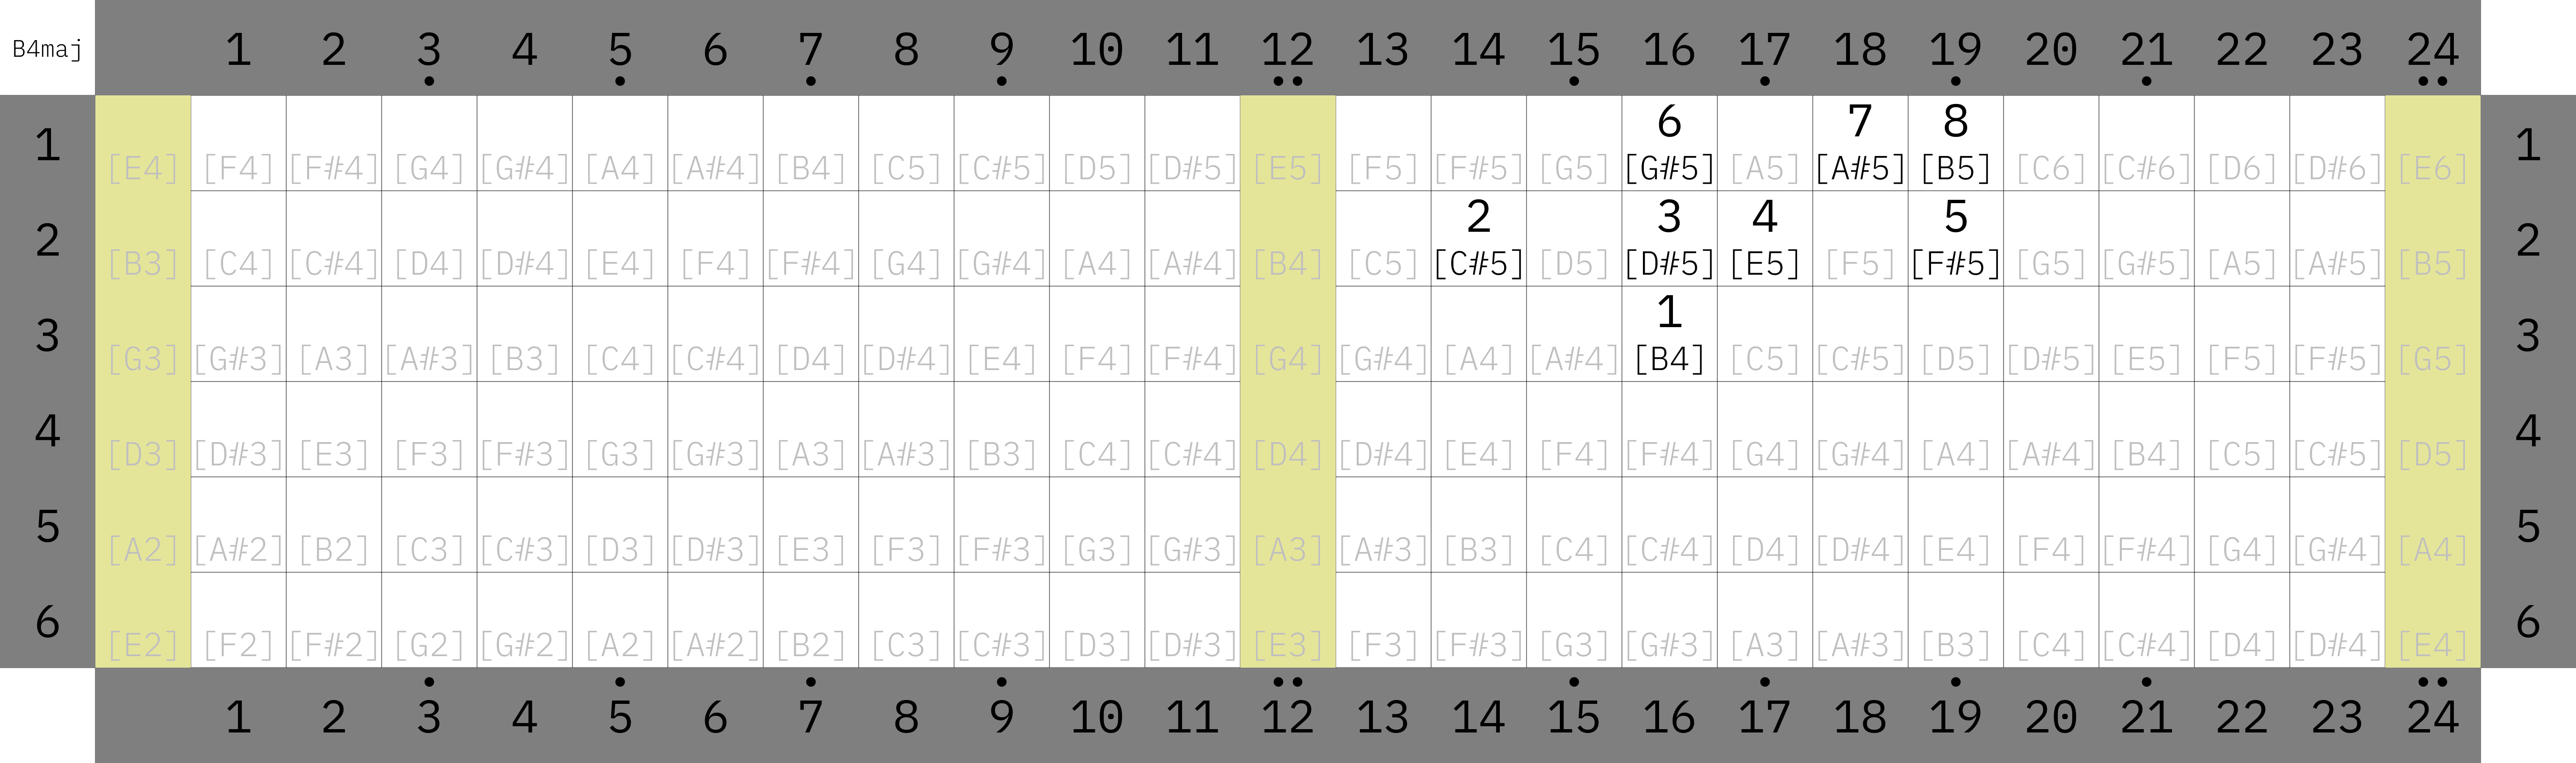 B4maj 1 2 3 4 5 6 7 8 9 10 11 12 13 14 15 16 17 18 19 20 21 22 23 24
6 7 8
1 [E4] [F4] [F#4] [G4] [G#4] [A4] [A#4] [B4] [C5] [C#5] [D5] [D#5] [E5] [F5] [F#5] [G5] [G#5] [A5] [A#5] [B5] [C6] [C#6] [D6] [D#6] [E6] 1
2 3 4 5
2 [B3] [C4] [C#4] [D4] [D#4] [E4] [F4] [F#4] [G4] [G#4] [A4] [A#4] [B4] [C5] [C#5] [D5] [D#5] [E5] [F5] [F#5] [G5] [G#5] [A5] [A#5] [B5] 2
1
3 [G3] [G#3] [A3] [A#3] [B3] [C4] [C#4] [D4] [D#4] [E4] [F4] [F#4] [G4] [G#4] [A4] [A#4] [B4] [C5] [C#5] [D5] [D#5] [E5] [F5] [F#5] [G5] 3
4 [D3] [D#3] [E3] [F3] [F#3] [G3] [G#3] [A3] [A#3] [B3] [C4] [C#4] [D4] [D#4] [E4] [F4] [F#4] [G4] [G#4] [A4] [A#4] [B4] [C5] [C#5] [D5] 4
5 [A2] [A#2] [B2] [C3] [C#3] [D3] [D#3] [E3] [F3] [F#3] [G3] [G#3] [A3] [A#3] [B3] [C4] [C#4] [D4] [D#4] [E4] [F4] [F#4] [G4] [G#4] [A4] 5
6 [E2] [F2] [F#2] [G2] [G#2] [A2] [A#2] [B2] [C3] [C#3] [D3] [D#3] [E3] [F3] [F#3] [G3] [G#3] [A3] [A#3] [B3] [C4] [C#4] [D4] [D#4] [E4] 6
1 2 3 4 5 6 7 8 9 10 11 12 13 14 15 16 17 18 19 20 21 22 23 24